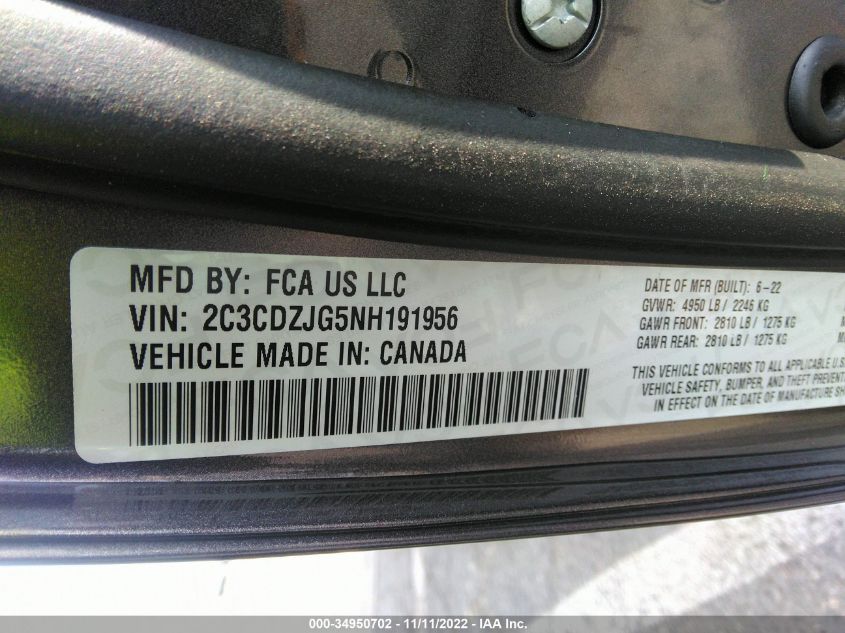 MFD BY: FCA US LLC
VIN: 2C3CDZJG5NH191956
VEHICLE MADE IN: CANADA
DATE OF MFR (BUILT): 6-22
GVWR: 4950 LB / 2246 KG
GAWR FRONT: 2810 LB / 1275 KG
GAWR REAR: 2810 LB / 1275 KG
THIS VEHICLE CONFORMS TO ALL APPLICABLE U.S
VEHICLE SAFETY, BUMPER, AND THEFT PREVENT
IN EFFECT ON THE DATE OF MANUFACTURE SH
000-34950702 - 11/11/2022 - IAA Inc.